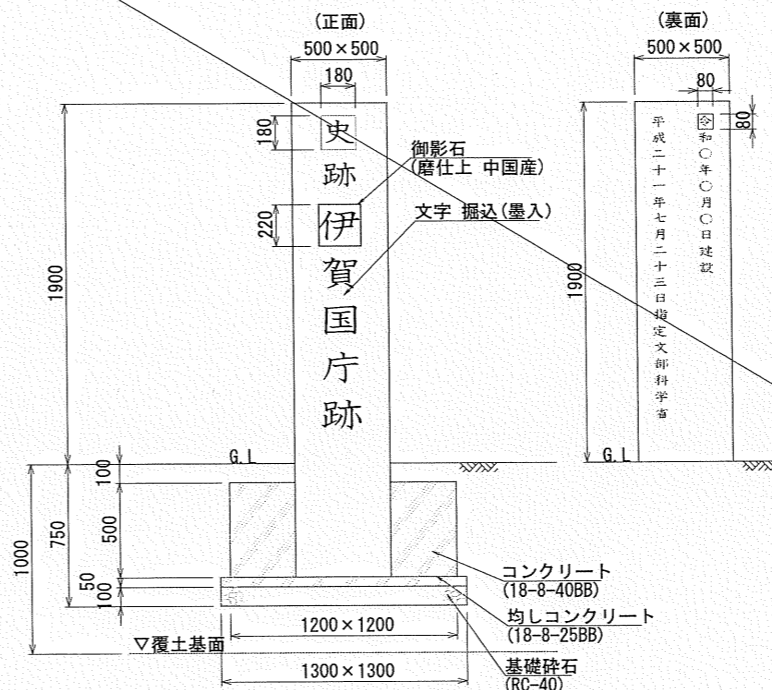 (正面)
500×500
180
180
史跡伊賀国庁跡
220
御影石
(磨仕上 中国産)
文字 掘込(墨入)
1900
G.L
100
500
50
100
750
1000
コンクリート
(18-8-40BB)
均しコンクリート
(18-8-25BB)
基礎砕石
(RC-40)
1200×1200
▽覆土基面
1300×1300
(裏面)
500×500
80
80
令和〇年〇月〇日建設
平成二十一年七月二十三日指定文部科学省
1900
G.L